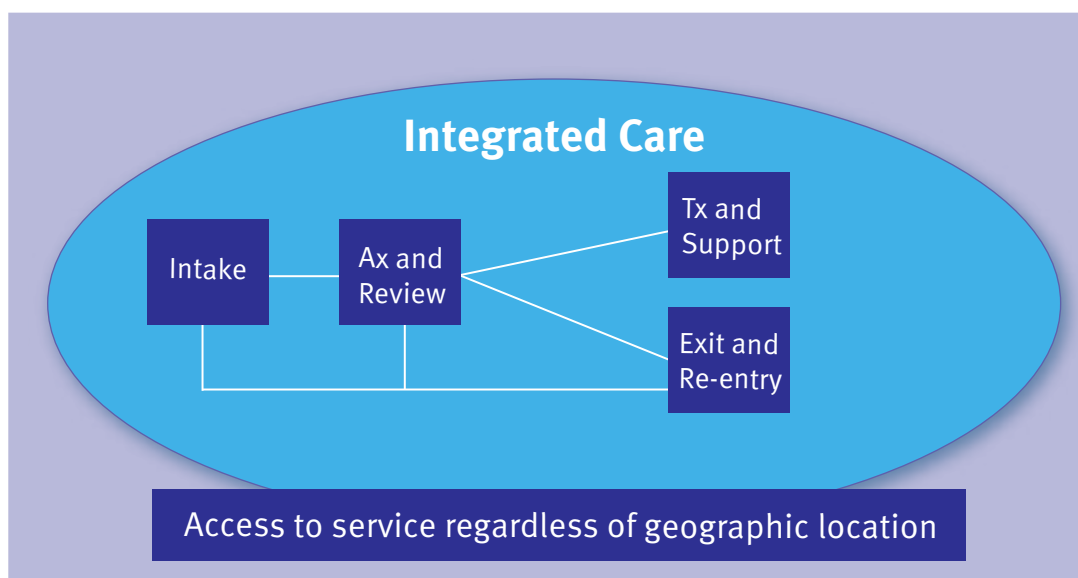 Integrated Care
Intake
Ax and
Review
Tx and
Support
Exit and
Re-entry
Access to service regardless of geographic location